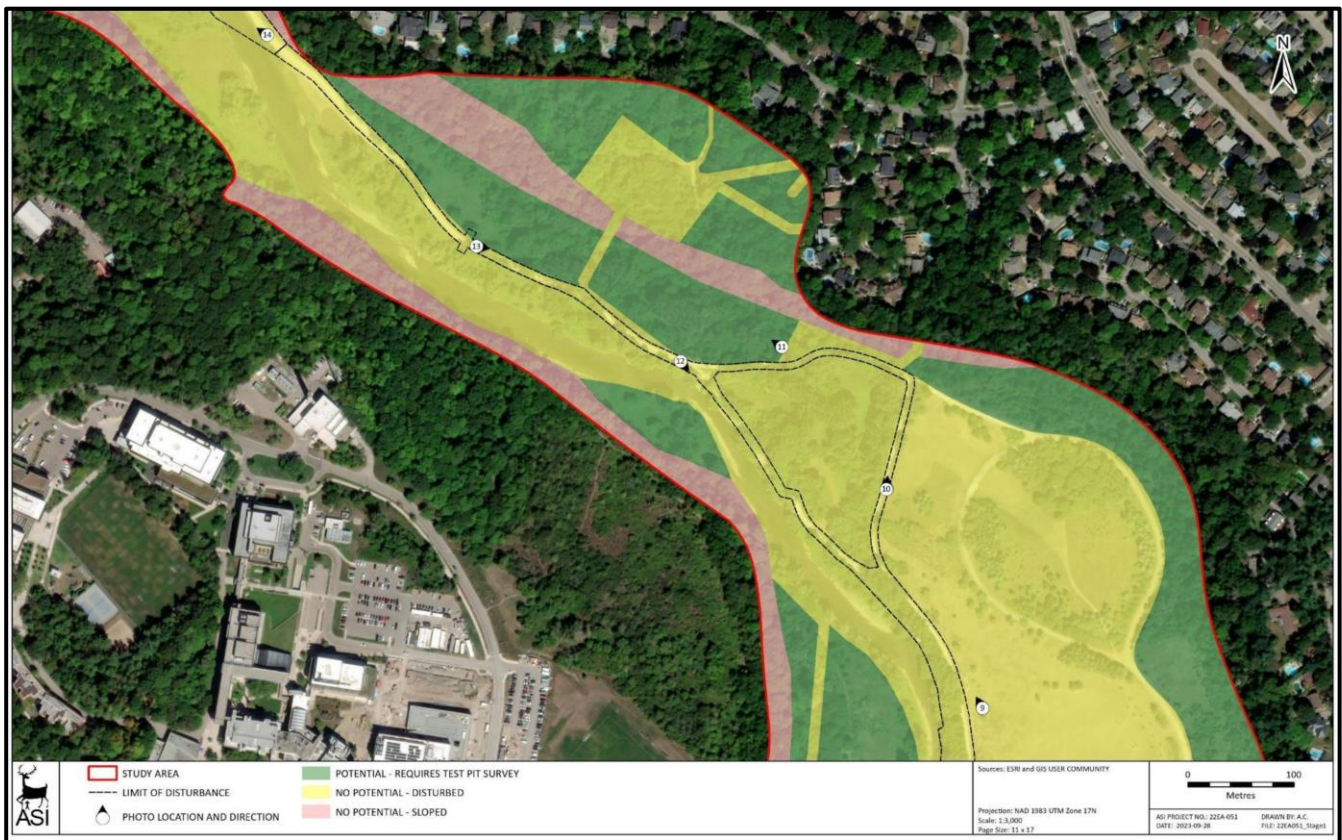 14
N
13
11
12
10
9
ASI
STUDY AREA
LIMIT OF DISTURBANCE
PHOTO LOCATION AND DIRECTION
POTENTIAL - REQUIRES TEST PIT SURVEY
NO POTENTIAL - DISTURBED
NO POTENTIAL - SLOPED
Sources: ESRI and GIS USER COMMUNITY
Projection: NAD 1983 UTM Zone 17N
Scale: 1:3,000
Page Size: 11 x 17
0 100
Metres
ASI PROJECT NO.: 22EA-051 DRAWN BY: A.C.
DATE: 2023-09-28 FILE: 22EA051_Stage1